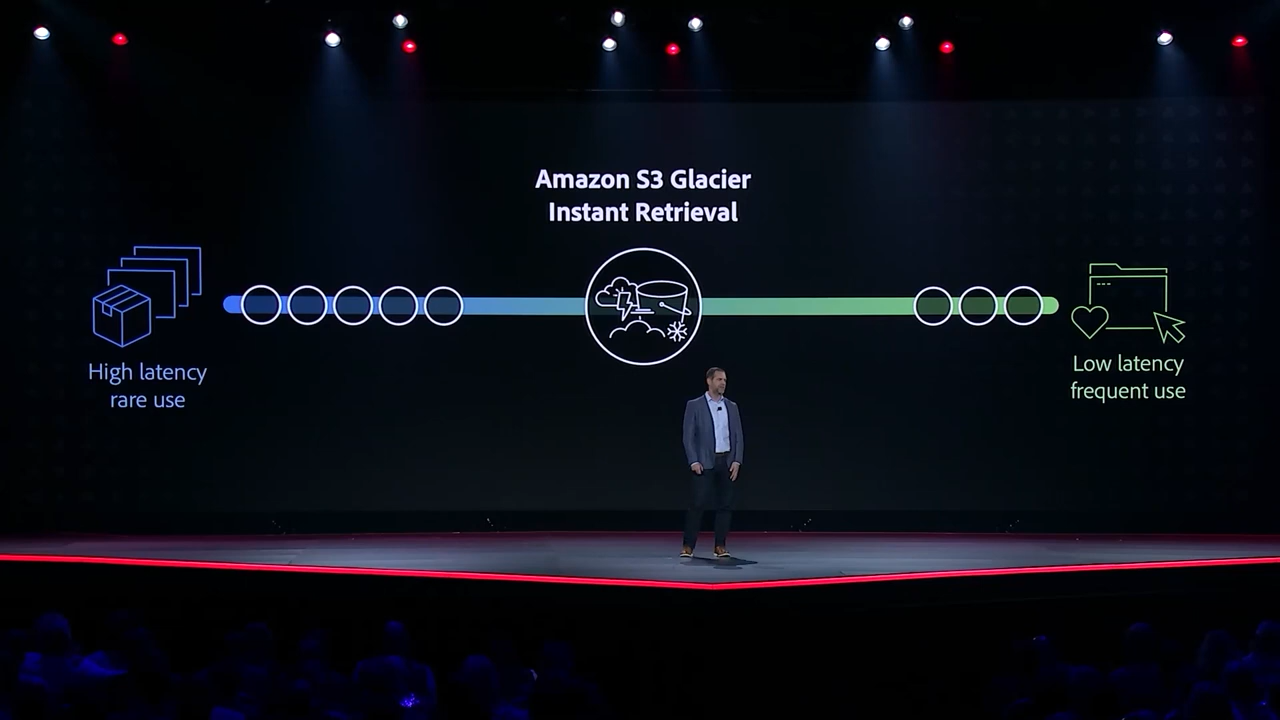 Amazon S3 Glacier
Instant Retrieval
High latency
rare use
Low latency
frequent use